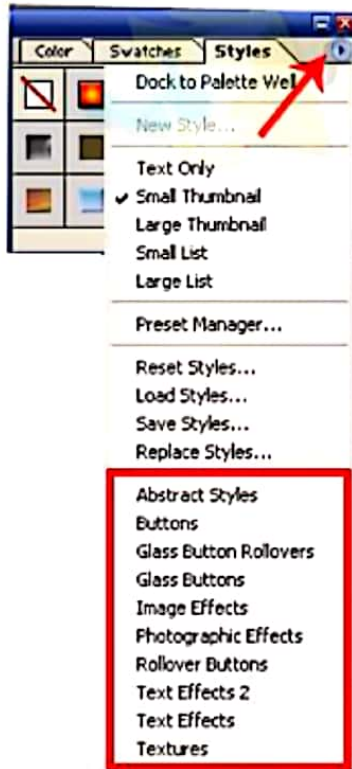 Color Swatches Styles
Dock to Palette Well
New Style...
Text Only
Small Thumbnail
Large Thumbnail
Small List
Large List
Preset Manager...
Reset Styles...
Load Styles...
Save Styles...
Replace Styles...
Abstract Styles
Buttons
Glass Button Rollovers
Glass Buttons
Image Effects
Photographic Effects
Rollover Buttons
Text Effects 2
Text Effects
Textures